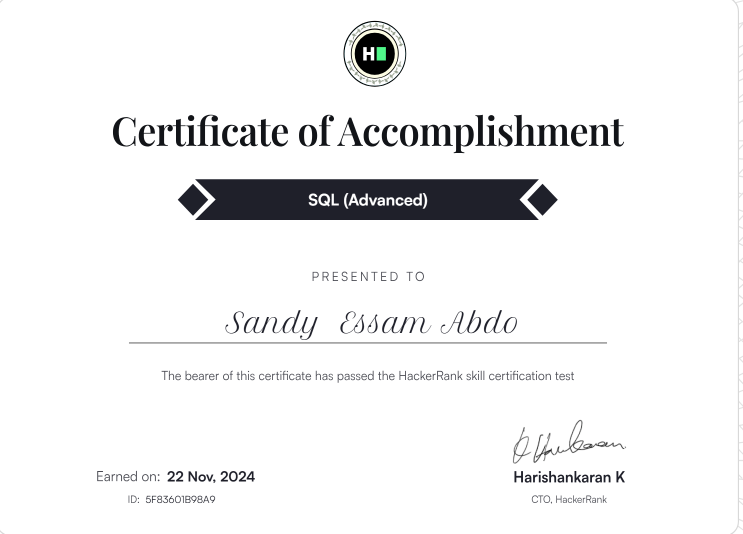 H
Certificate of Accomplishment
SQL (Advanced)
PRESENTED TO
Sandy Essam Abdo
The bearer of this certificate has passed the HackerRank skill certification test
Earned on: 22 Nov, 2024
ID: 5F83601B98A9
Harishankaran K
CTO, HackerRank